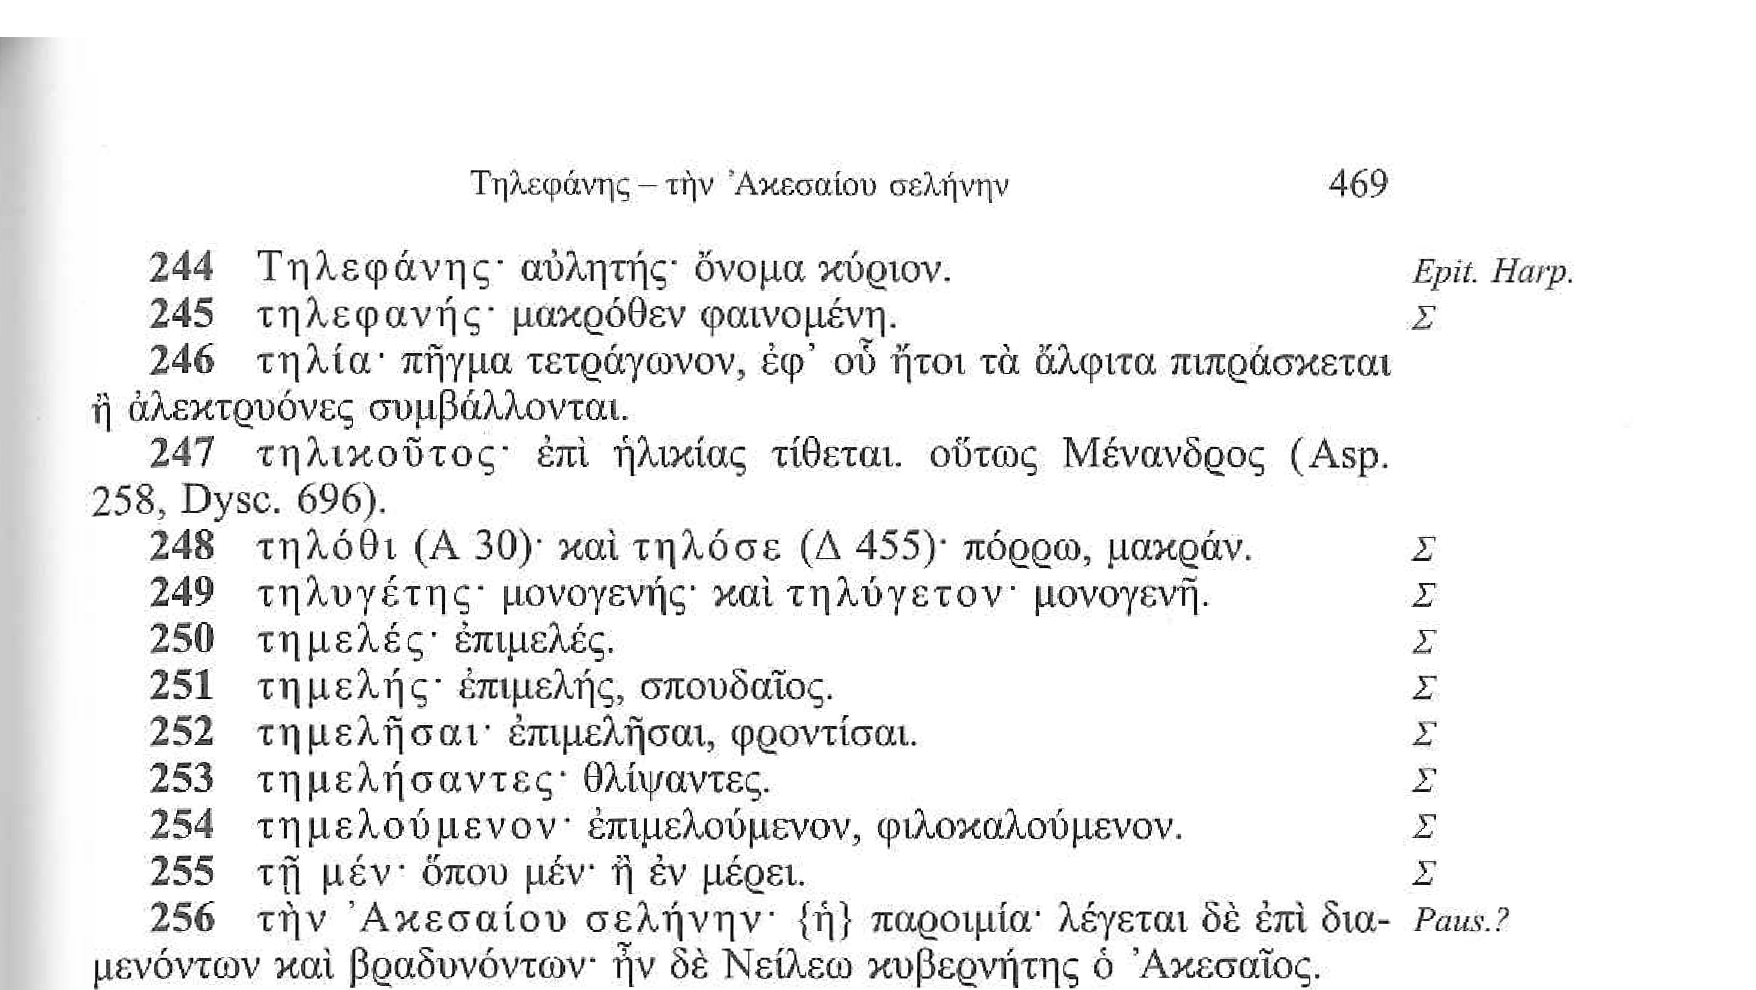 Τηλεφάνης – τὴν Ἀκεσαίου σελήνην 469
244 Τηλεφάνης· αὐλητής· ὄνομα κύριον. Epit. Harp.
245 τηλεφανής· μακρόθεν φαινομένη. Σ
246 τηλία· πῆγμα τετράγωνον, ἐφ’ οὗ ἤτοι τὰ ἄλφιτα πιπράσκεται
ἢ ἀλεκτρυόνες συμβάλλονται.
247 τηλικοῦτος· ἐπὶ ἡλικίας τίθεται. οὕτως Μένανδρος (Asp.
258, Dysc. 696).
248 τηλόθι (Α 30)· καὶ τηλόσε (Δ 455)· πόρρω, μακράν. Σ
249 τηλυγέτης· μονογενής· καὶ τηλύγετον· μονογενῆ. Σ
250 τημελές· ἐπιμελές. Σ
251 τημελής· ἐπιμελής, σπουδαῖος. Σ
252 τημελῆσαι· ἐπιμελῆσαι, φροντίσαι. Σ
253 τημελήσαντες· θλίψαντες. Σ
254 τημελούμενον· ἐπιμελούμενον, φιλοκαλούμενον. Σ
255 τῇ μέν· ὅπου μέν· ἢ ἐν μέρει. Σ
256 τὴν Ἀκεσαίου σελήνην· {ἡ} παροιμία· λέγεται δὲ ἐπὶ δια- Paus.?
μενόντων καὶ βραδυνόντων· ἦν δὲ Νείλεω κυβερνήτης ὁ Ἀκεσαῖος.